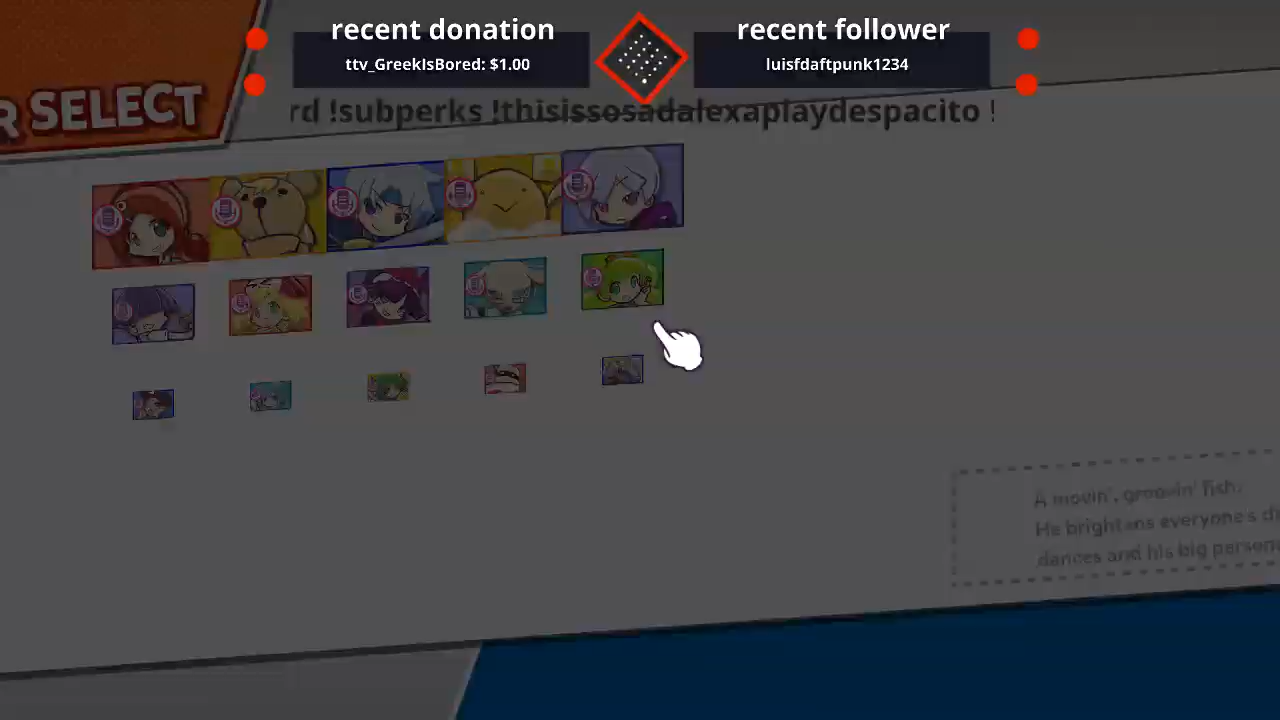 recent donation
ttv_GreekIsBored: $1.00
recent follower
luisfdaftpunk1234
rd !subperks !thisissosadalexaplaydespacito !
R SELECT
A movin', groovin' fish.
He brightens everyone's
dances and his big